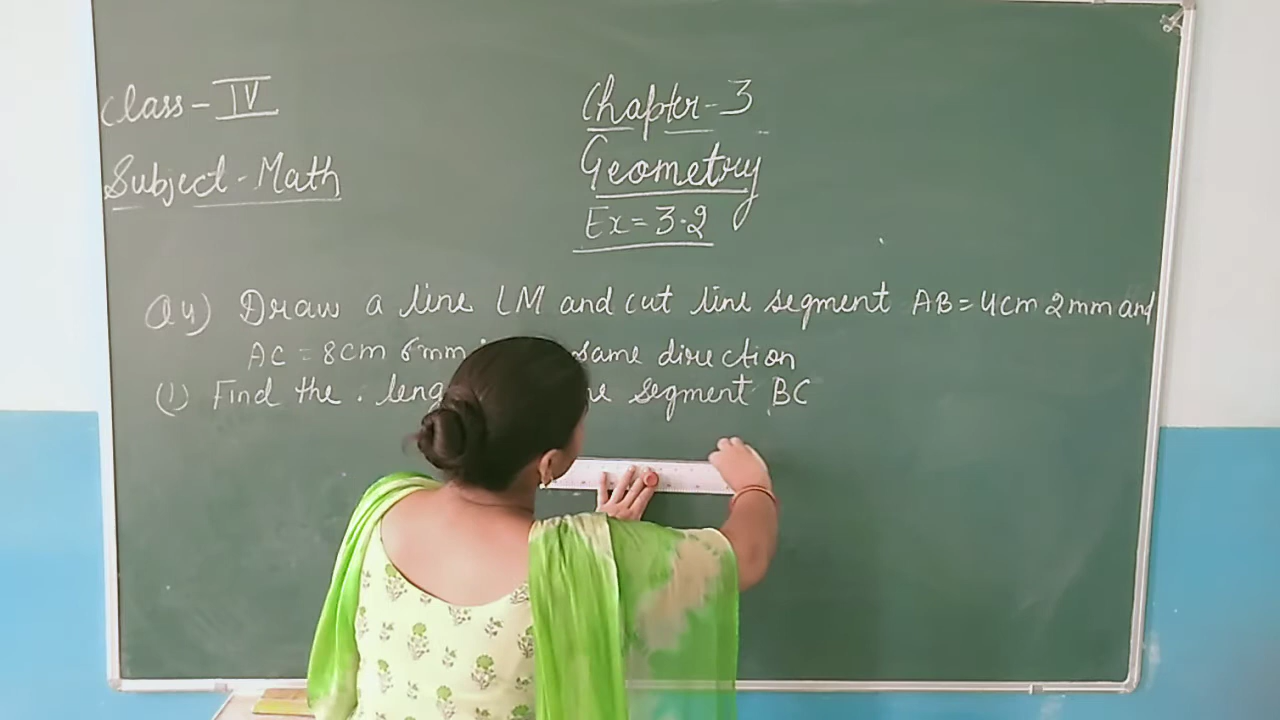 Class - IV
Chapter - 3
Subject - Math
Geometry
Ex = 3.2
Q4) Draw a line LM and cut line segment AB = 4cm 2mm and
AC = 8cm 6mm same direction
(1) Find the segment BC